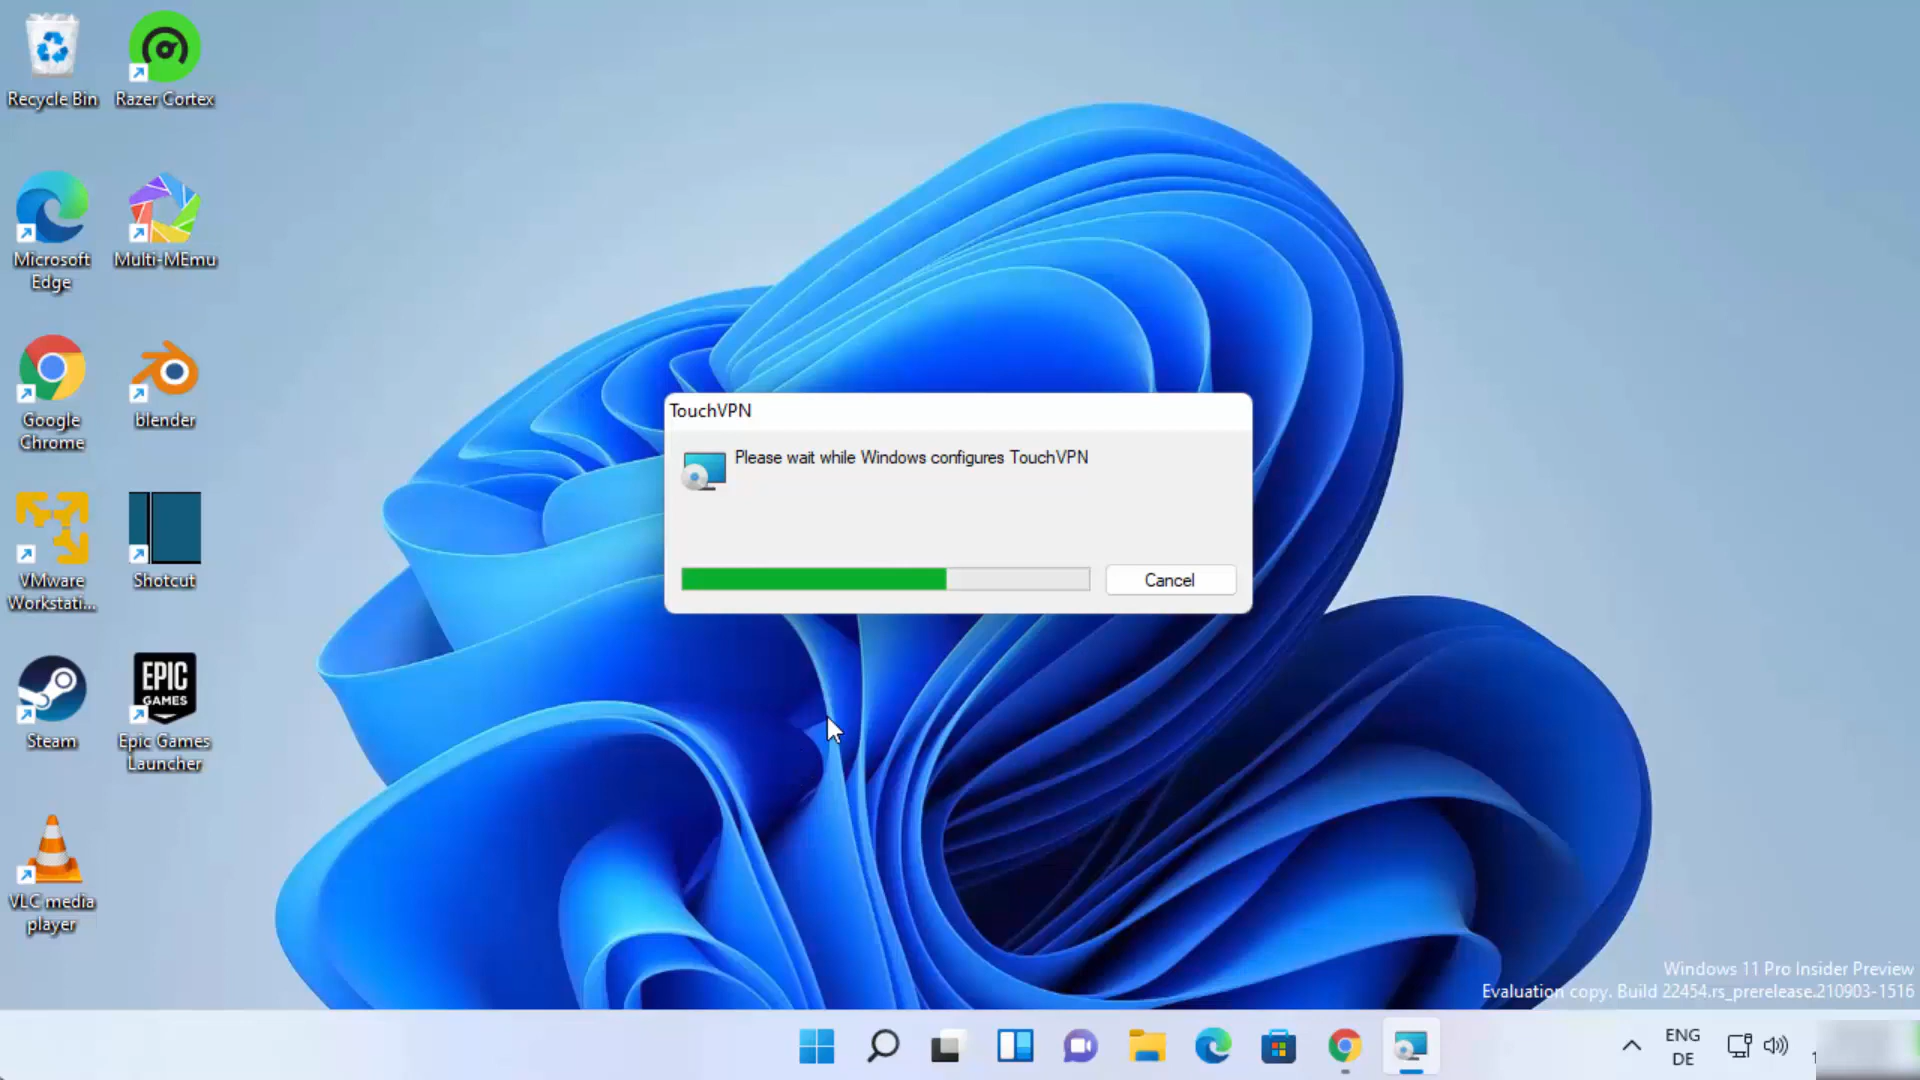 Recycle Bin
Razer Cortex
Microsoft
Edge
Multi-MEmu
Google
Chrome
blender
VMware
Workstati...
Shotcut
Steam
EPIC
GAMES
Epic Games
Launcher
VLC media
player
TouchVPN
Please wait while Windows configures TouchVPN
Cancel
Windows 11 Pro Insider Preview
Evaluation copy. Build 22454.rs_prerelease.210903-1516
ENG
DE